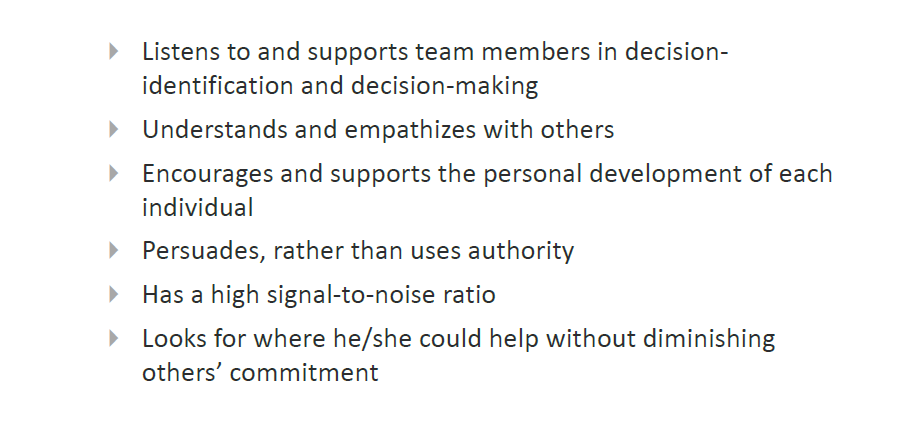 Listens to and supports team members in decision-
identification and decision-making
Understands and empathizes with others
Encourages and supports the personal development of each
individual
Persuades, rather than uses authority
Has a high signal-to-noise ratio
Looks for where he/she could help without diminishing
others’ commitment